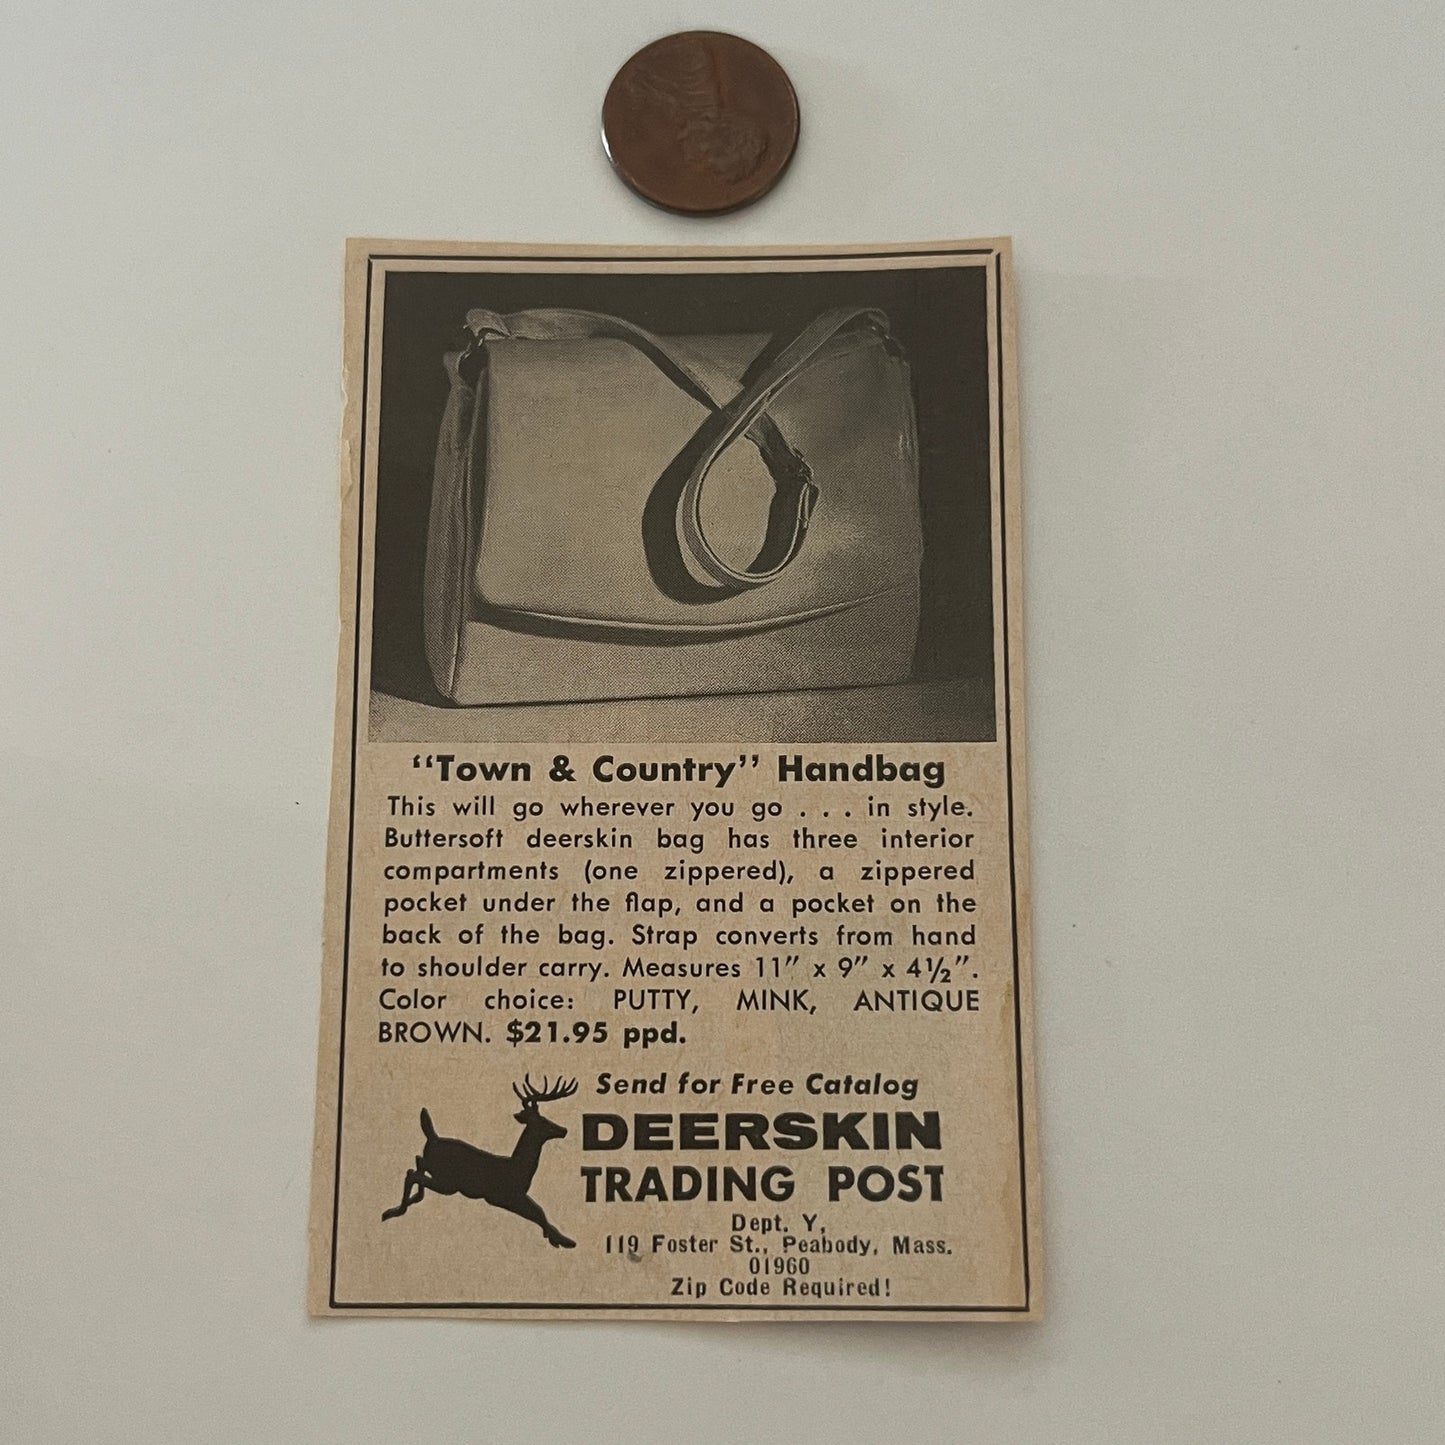 “Town & Country” Handbag
This will go wherever you go . . . in style.
Buttersoft deerskin bag has three interior
compartments (one zippered), a zippered
pocket under the flap, and a pocket on the
back of the bag. Strap converts from hand
to shoulder carry. Measures 11” x 9” x 4½”.
Color choice: PUTTY, MINK, ANTIQUE
BROWN. $21.95 ppd.
Send for Free Catalog
DEERSKIN
TRADING POST
Dept. Y,
119 Foster St., Peabody, Mass.
01960
Zip Code Required!